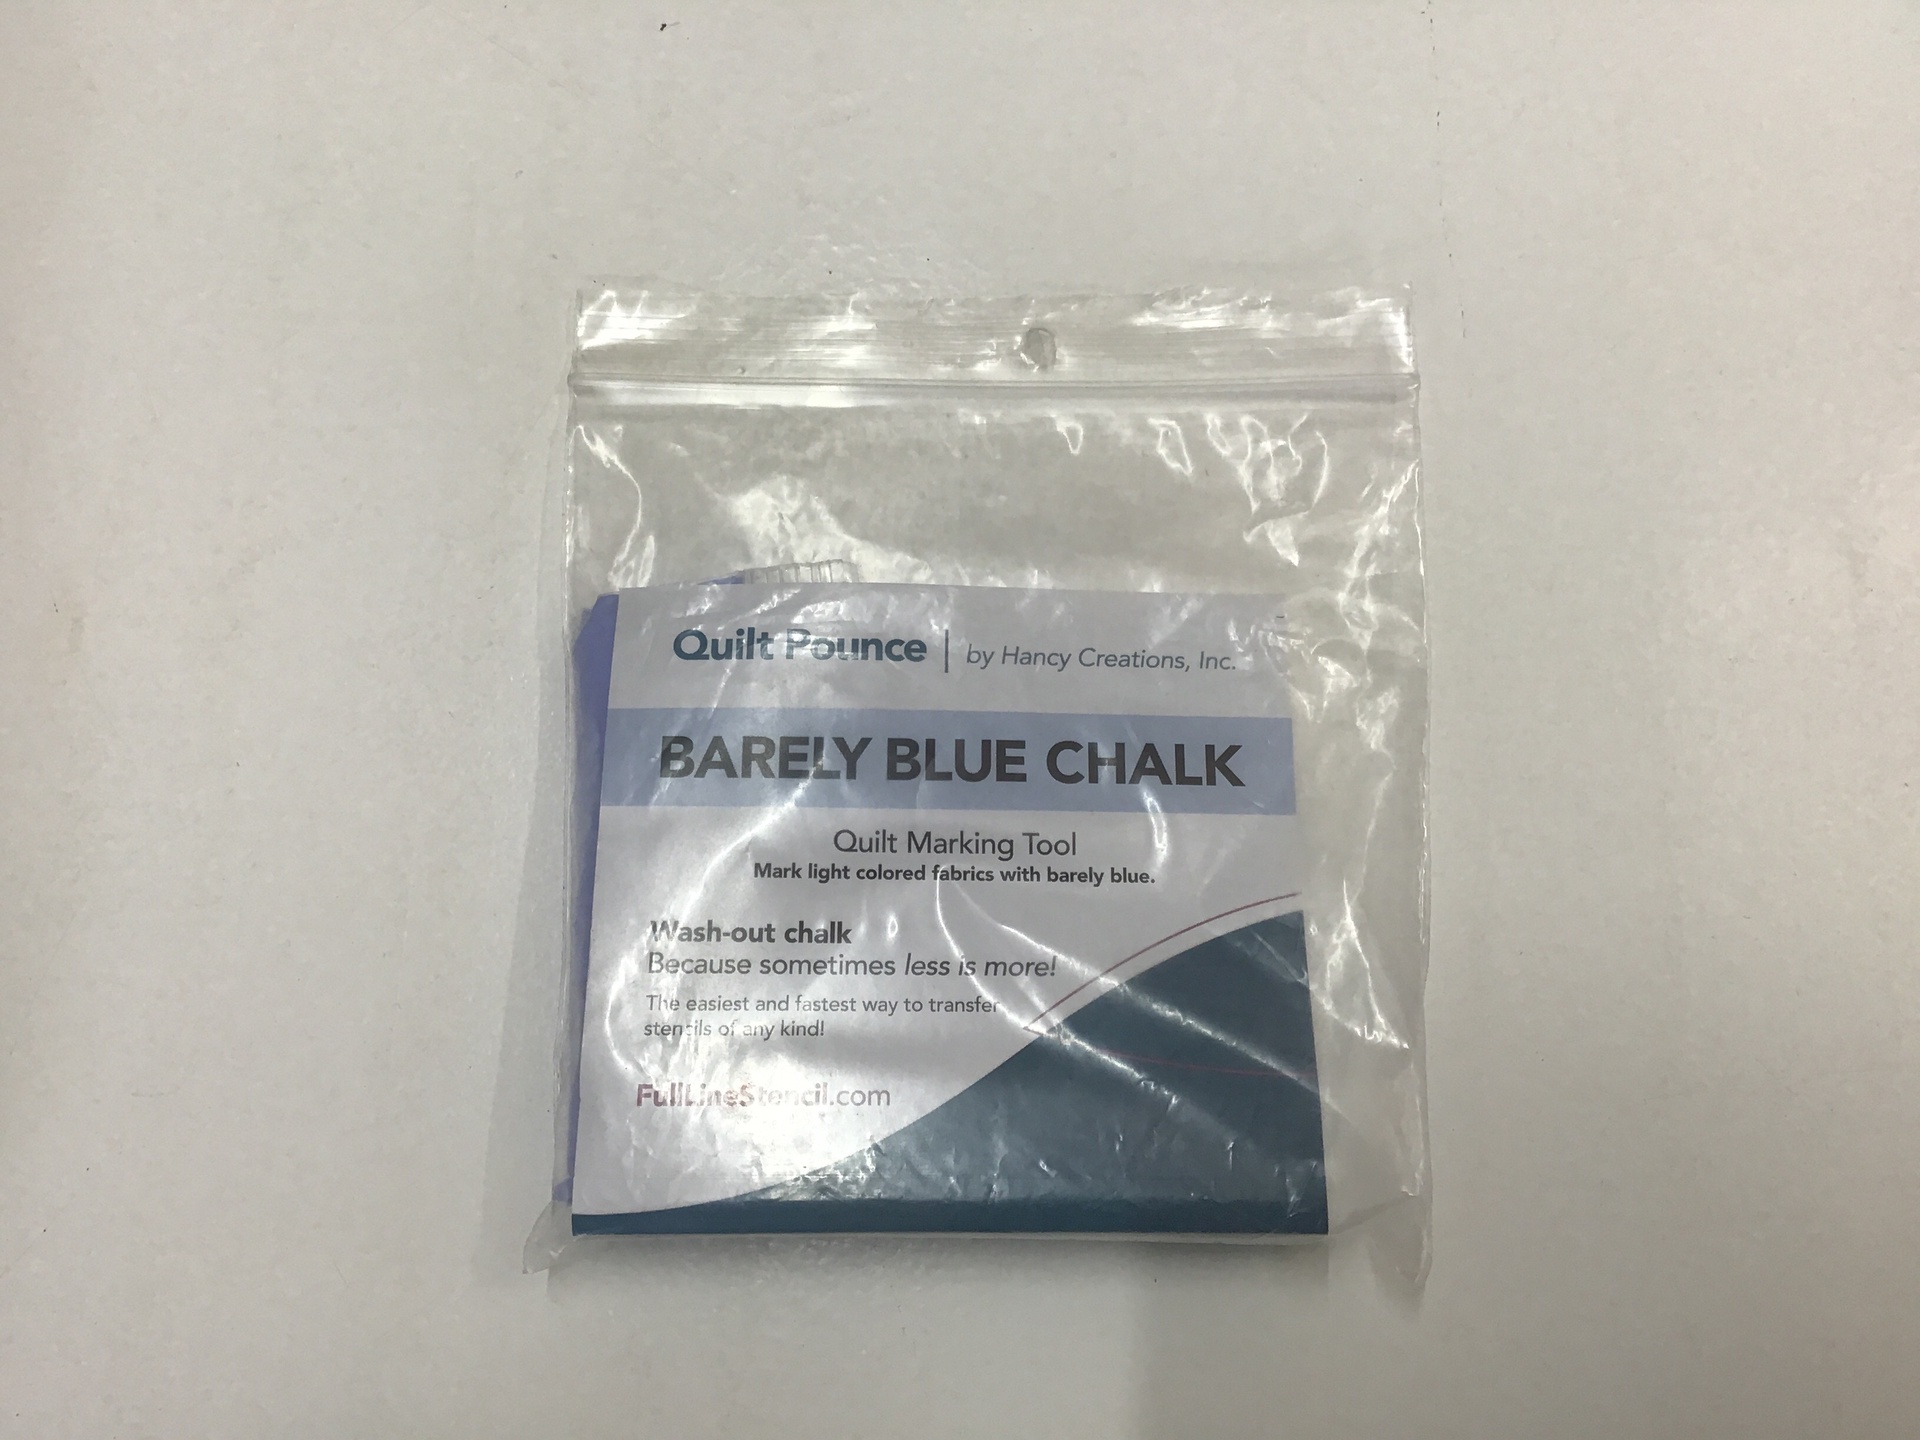 Quilt Pounce | by Hancy Creations, Inc.
BARELY BLUE CHALK
Quilt Marking Tool
Mark light colored fabrics with barely blue.
Wash-out chalk
Because sometimes less is more!
The easiest and fastest way to transfer
stencils of any kind!
FullLineStencil.com